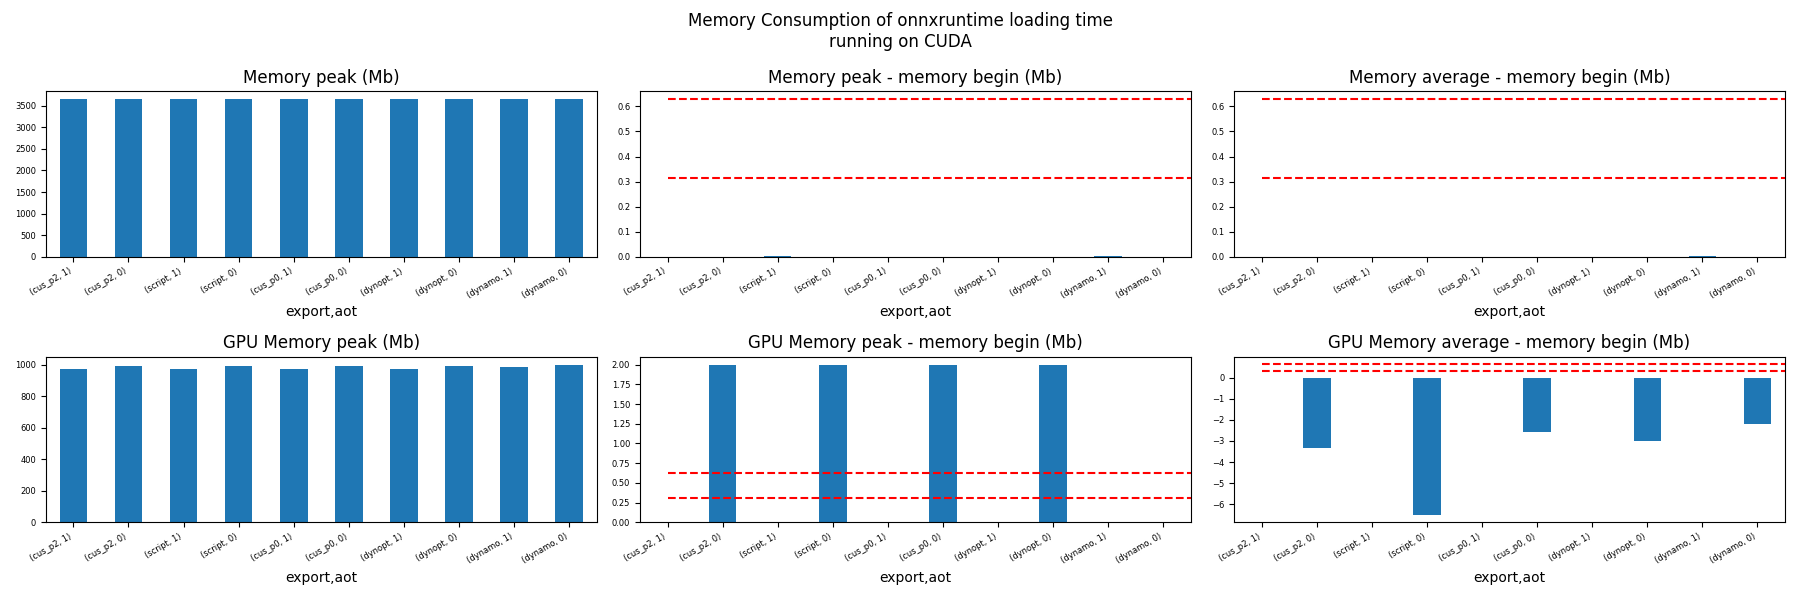 Memory Consumption of onnxruntime loading time
running on CUDA
Memory peak (Mb)
3500
3000
2500
2000
1500
1000
500
0
(cus_p2, 1)
(cus_p2, 0)
(script, 1)
(script, 0)
(cus_p0, 1)
(cus_p0, 0)
(dynopt, 1)
(dynopt, 0)
(dynamo, 1)
(dynamo, 0)
export,aot
Memory peak - memory begin (Mb)
0.6
0.5
0.4
0.3
0.2
0.1
0.0
(cus_p2, 1)
(cus_p2, 0)
(script, 1)
(script, 0)
(cus_p0, 1)
(cus_p0, 0)
(dynopt, 1)
(dynopt, 0)
(dynamo, 1)
(dynamo, 0)
export,aot
Memory average - memory begin (Mb)
0.6
0.5
0.4
0.3
0.2
0.1
0.0
(cus_p2, 1)
(cus_p2, 0)
(script, 1)
(script, 0)
(cus_p0, 1)
(cus_p0, 0)
(dynopt, 1)
(dynopt, 0)
(dynamo, 1)
(dynamo, 0)
export,aot
GPU Memory peak (Mb)
1000
800
600
400
200
0
(cus_p2, 1)
(cus_p2, 0)
(script, 1)
(script, 0)
(cus_p0, 1)
(cus_p0, 0)
(dynopt, 1)
(dynopt, 0)
(dynamo, 1)
(dynamo, 0)
export,aot
GPU Memory peak - memory begin (Mb)
2.00
1.75
1.50
1.25
1.00
0.75
0.50
0.25
0.00
(cus_p2, 1)
(cus_p2, 0)
(script, 1)
(script, 0)
(cus_p0, 1)
(cus_p0, 0)
(dynopt, 1)
(dynopt, 0)
(dynamo, 1)
(dynamo, 0)
export,aot
GPU Memory average - memory begin (Mb)
0
−1
−2
−3
−4
−5
−6
(cus_p2, 1)
(cus_p2, 0)
(script, 1)
(script, 0)
(cus_p0, 1)
(cus_p0, 0)
(dynopt, 1)
(dynopt, 0)
(dynamo, 1)
(dynamo, 0)
export,aot